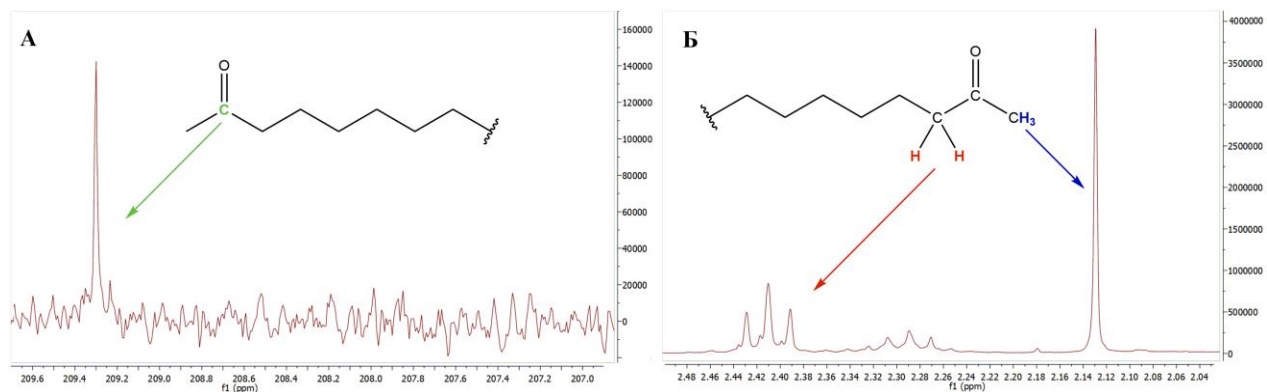 А
O
C
209.6 209.4 209.2 209.0 208.8 208.6 208.4 208.2 208.0 207.8 207.6 207.4 207.2 207.0
f1 (ppm)
160000
140000
120000
100000
80000
60000
40000
20000
0
Б
O
C
CH3
H H
2.48 2.46 2.44 2.42 2.40 2.38 2.36 2.34 2.32 2.30 2.28 2.26 2.24 2.22 2.20 2.18 2.16 2.14 2.12 2.10 2.08 2.06 2.04
f1 (ppm)
4000000
3500000
3000000
2500000
2000000
1500000
1000000
500000
0